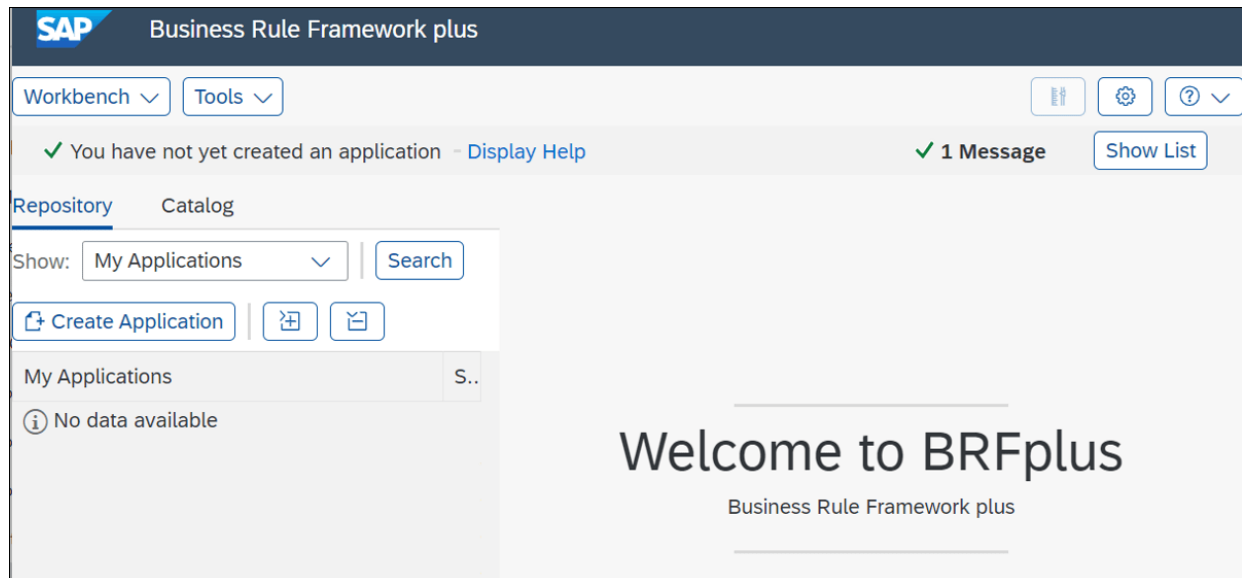 SAP Business Rule Framework plus
Workbench Tools
You have not yet created an application - Display Help 1 Message Show List
Repository Catalog
Show: My Applications Search
Create Application
My Applications S..
No data available
Welcome to BRFplus
Business Rule Framework plus